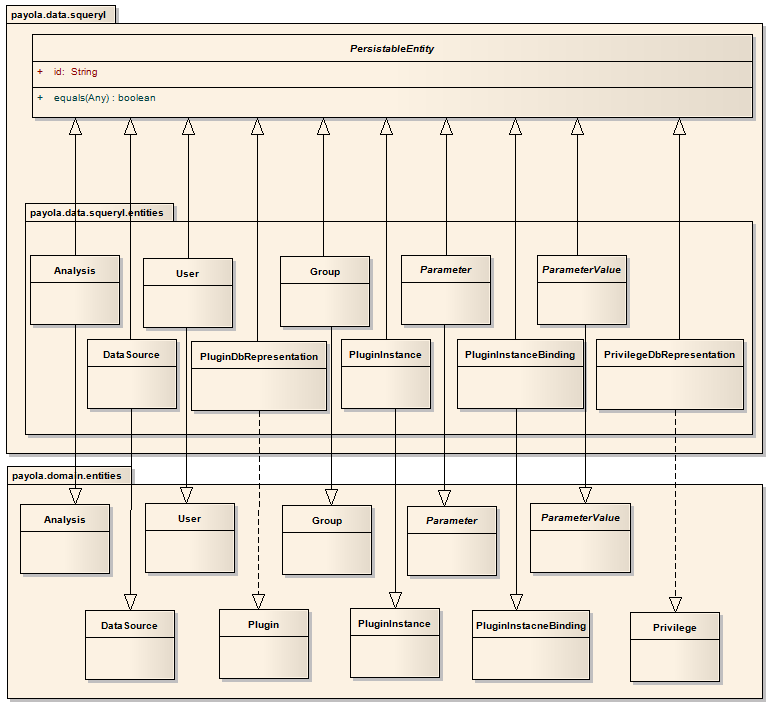 payola.data.squeryl
PersistableEntity
+ id: String
+ equals(Any) : boolean
payola.data.squeryl.entities
Analysis
User
Group
Parameter
ParameterValue
DataSource
PluginDbRepresentation
PluginInstance
PluginInstanceBinding
PrivilegeDbRepresentation
payola.domain.entities
Analysis
User
Group
Parameter
ParameterValue
DataSource
Plugin
PluginInstance
PluginInstacneBinding
Privilege